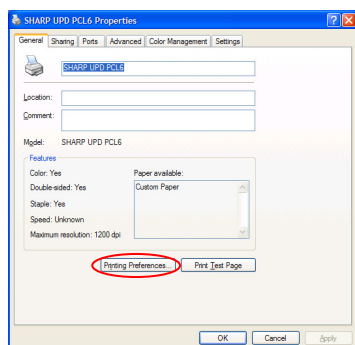 SHARP UPD PCL6 Properties
General Sharing Ports Advanced Color Management Settings
SHARP UPD PCL6
Location:
Comment:
Model: SHARP UPD PCL6
Features
Color: Yes Paper available:
Double-sided: Yes Custom Paper
Staple: Yes
Speed: Unknown
Maximum resolution: 1200 dpi
Printing Preferences... Print Test Page
OK Cancel Apply